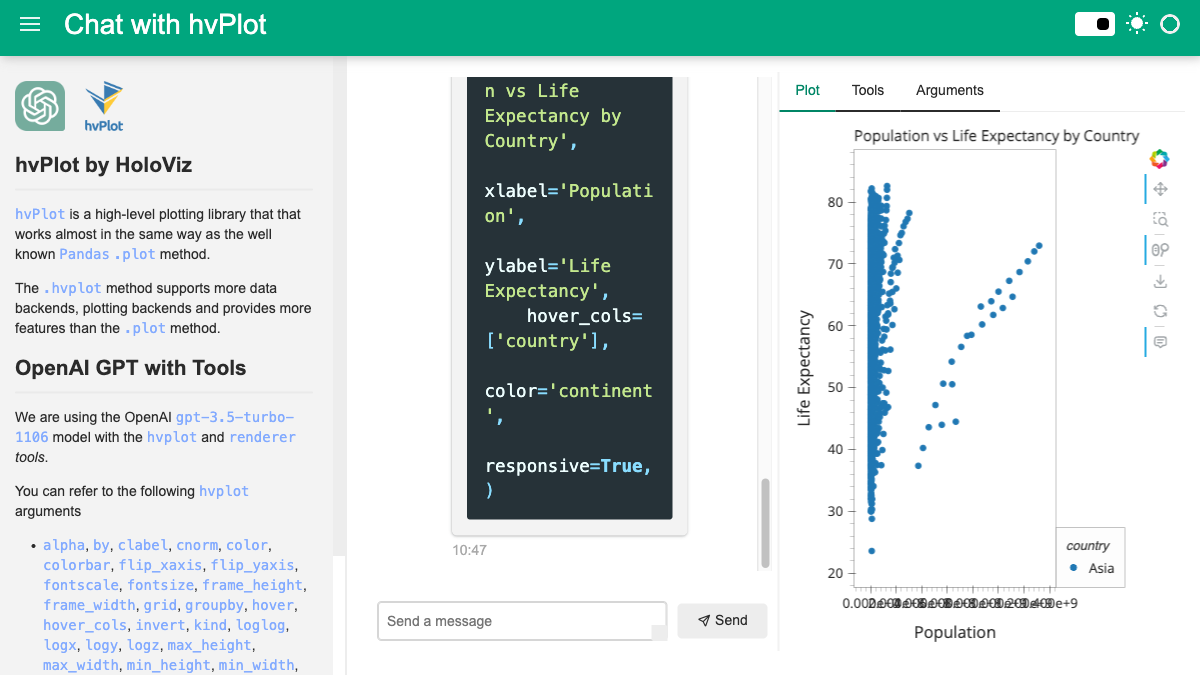 Chat with hvPlot
hvPlot
hvPlot by HoloViz
hvPlot is a high-level plotting library that that
works almost in the same way as the well
known Pandas .plot method.
The .hvplot method supports more data
backends, plotting backends and provides more
features than the .plot method.
OpenAI GPT with Tools
We are using the OpenAI gpt-3.5-turbo-
1106 model with the hvplot and renderer
tools.
You can refer to the following hvplot
arguments
• alpha, by, clabel, cnorm, color,
colorbar, flip_xaxis, flip_yaxis,
fontscale, fontsize, frame_height,
frame_width, grid, groupby, hover,
hover_cols, invert, kind, loglog,
logx, logy, logz, max_height,
max_width, min_height, min_width,
n vs Life
Expectancy by
Country',
xlabel='Populati
on',
ylabel='Life
Expectancy',
hover_cols=
['country'],
color='continent
',
responsive=True,
)
10:47
Send a message
Send
Plot Tools Arguments
Population vs Life Expectancy by Country
80
70
60
50
40
30
20
Life Expectancy
country
Asia
Population